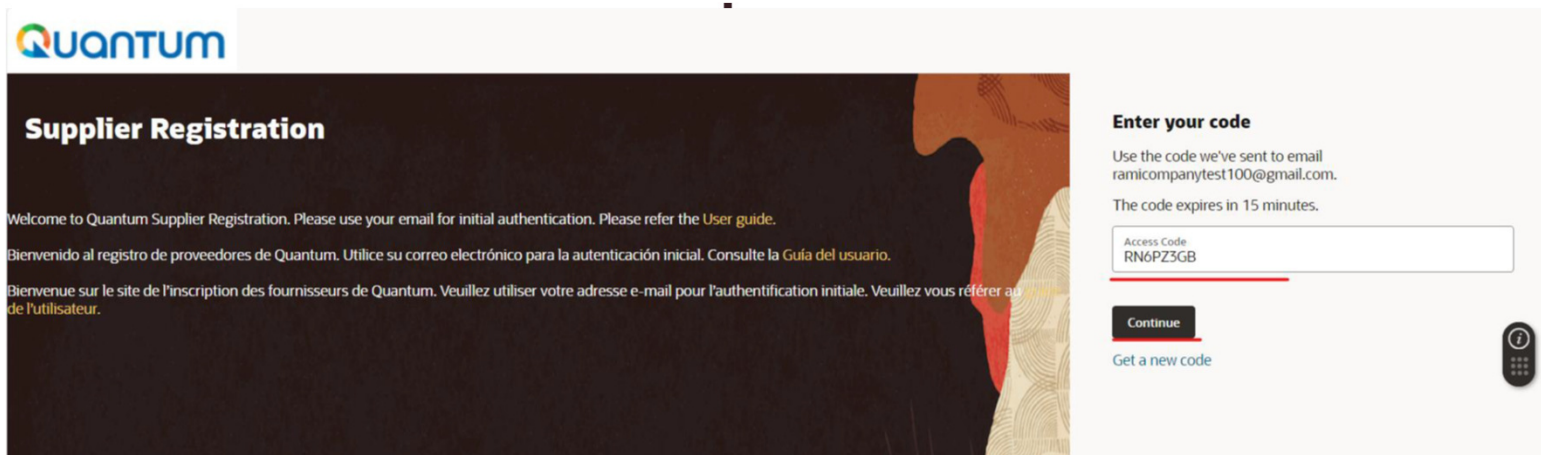 Quantum
Supplier Registration
Welcome to Quantum Supplier Registration. Please use your email for initial authentication. Please refer the User guide.
Bienvenido al registro de proveedores de Quantum. Utilice su correo electrónico para la autenticación inicial. Consulte la Guía del usuario.
Bienvenue sur le site de l'inscription des fournisseurs de Quantum. Veuillez utiliser votre adresse e-mail pour l'authentification initiale. Veuillez vous référer au
de l'utilisateur.
Enter your code
Use the code we've sent to email
ramicompanytest100@gmail.com.
The code expires in 15 minutes.
Access Code
RN6PZ3GB
Continue
Get a new code